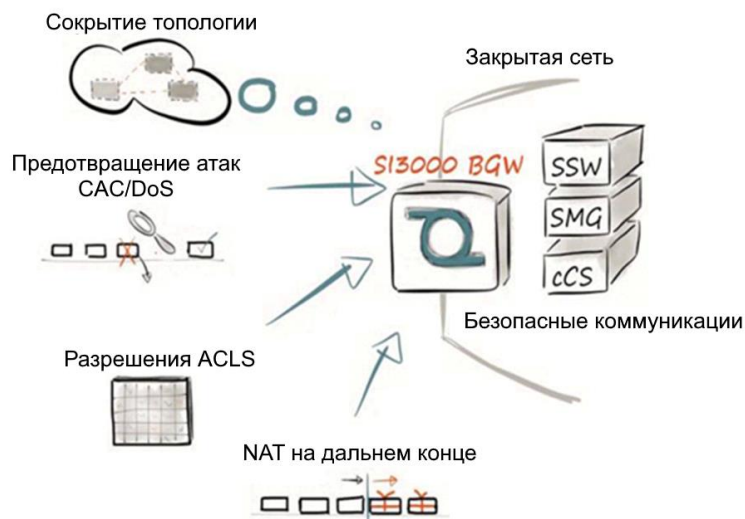 Сокрытие топологии
Закрытая сеть
Предотвращение атак
CAC/DoS
SI3000 BGW
SSW
SMG
cCS
Безопасные коммуникации
Разрешения ACLS
NAT на дальнем конце